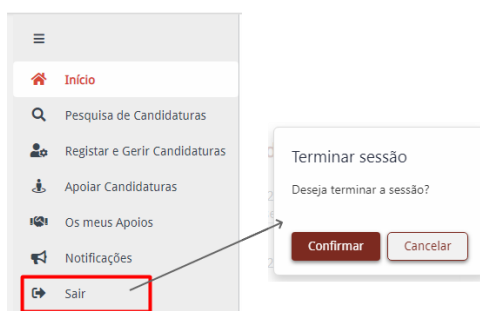 Início
Pesquisa de Candidaturas
Registar e Gerir Candidaturas
Apoiar Candidaturas
Os meus Apoios
Notificações
Sair
Terminar sessão
Deseja terminar a sessão?
Confirmar
Cancelar